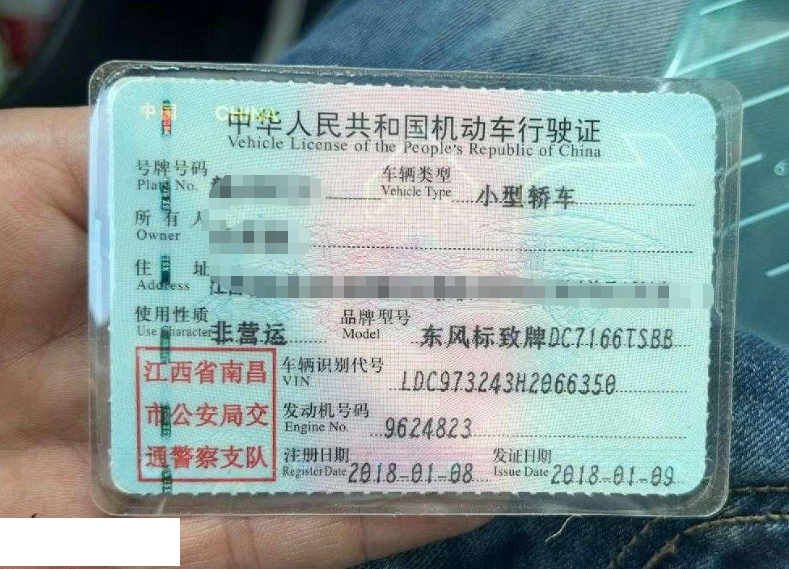 中国 CHINA
中华人民共和国机动车行驶证
Vehicle License of the People's Republic of China
号牌号码 车辆类型 小型轿车
Plate No. Vehicle Type
所有人
Owner
住址 江西
Address
使用性质 非营运 品牌型号 东风标致牌DC7166TSBB
Use Character Model
江西省南昌 车辆识别代号 LDC973243H2066350
VIN
市公安局交 发动机号码 9624823
Engine No.
通警察支队 注册日期 2018-01-08 发证日期 2018-01-09
Register Date Issue Date